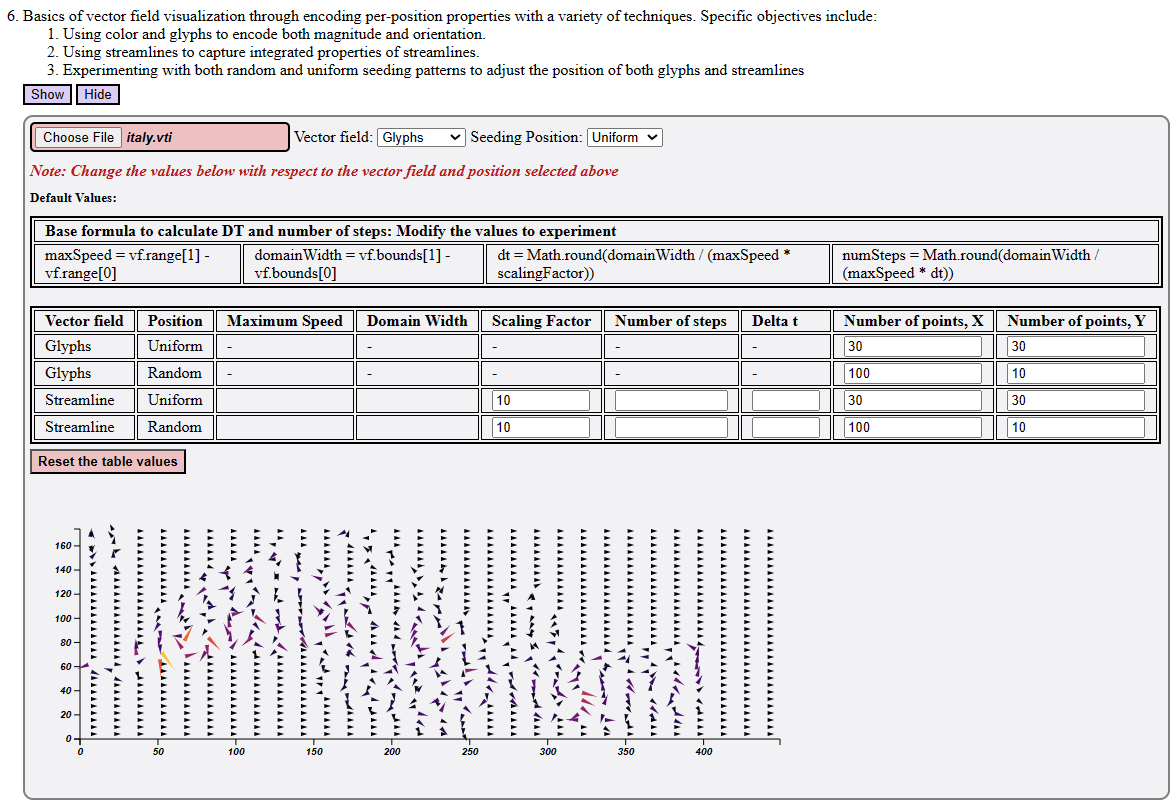 6. Basics of vector field visualization through encoding per-position properties with a variety of techniques. Specific objectives include:
1. Using color and glyphs to encode both magnitude and orientation.
2. Using streamlines to capture integrated properties of streamlines.
3. Experimenting with both random and uniform seeding patterns to adjust the position of both glyphs and streamlines
Show Hide
Choose File italy.vti Vector field: Glyphs Seeding Position: Uniform
Note: Change the values below with respect to the vector field and position selected above
Default Values:
Base formula to calculate DT and number of steps: Modify the values to experiment
maxSpeed = vf.range[1] - domainWidth = vf.bounds[1] - dt = Math.round(domainWidth / (maxSpeed * numSteps = Math.round(domainWidth /
vf.range[0] vf.bounds[0] scalingFactor)) (maxSpeed * dt))
Vector field Position Maximum Speed Domain Width Scaling Factor Number of steps Delta t Number of points, X Number of points, Y
Glyphs Uniform - - - - - 30 30
Glyphs Random - - - - - 100 10
Streamline Uniform 10 30 30
Streamline Random 10 100 10
Reset the table values
160
140
120
100
80
60
40
20
0
0 50 100 150 200 250 300 350 400